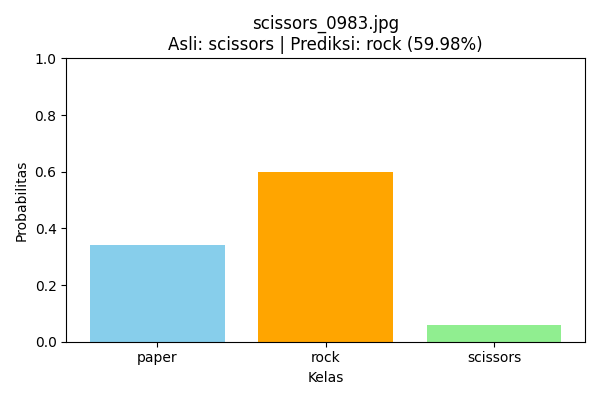 scissors_0983.jpg
Asli: scissors | Prediksi: rock (59.98%)
1.0
0.8
0.6
0.4
0.2
0.0
Probabilitas
paper rock scissors
Kelas